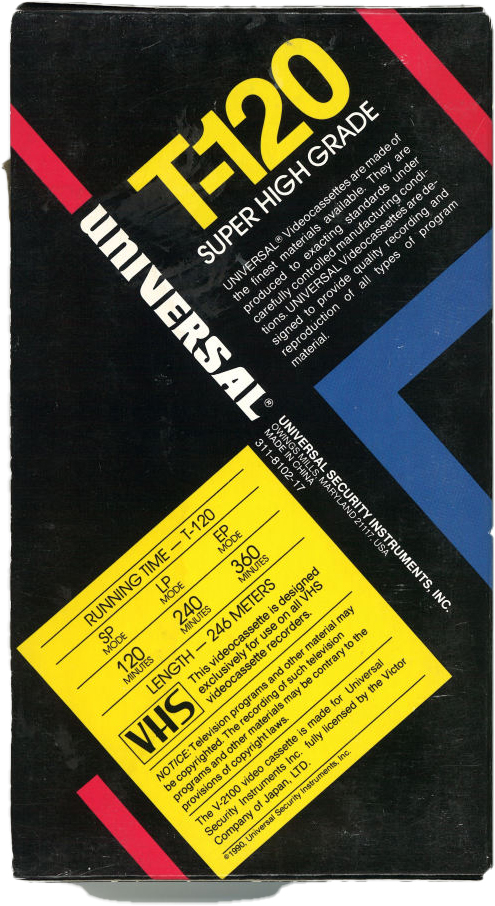 T-120
SUPER HIGH GRADE
UNIVERSAL® Videocassettes are made of
the finest materials available. They are
produced to exacting standards under
carefully controlled manufacturing condi-
tions. UNIVERSAL Videocassettes are de-
signed to provide quality recording and
reproduction of all types of program
material.
UNIVERSAL®
UNIVERSAL SECURITY INSTRUMENTS, INC.
OWINGS MILLS, MARYLAND 21117, USA
MADE IN CHINA
311-8102-17
RUNNING TIME — T-120
SP LP EP
MODE MODE MODE
120 240 360
MINUTES MINUTES MINUTES
LENGTH — 246 METERS
VHS
This videocassette is designed
exclusively for use on all VHS
videocassette recorders.
NOTICE: Television programs and other material may
be copyrighted. The recording of such television
programs and other materials may be contrary to the
provisions of copyright laws.
The V-2100 video cassette is made for Universal
Security Instruments Inc. fully licensed by the Victor
Company of Japan, LTD.
©1990, Universal Security Instruments, Inc.